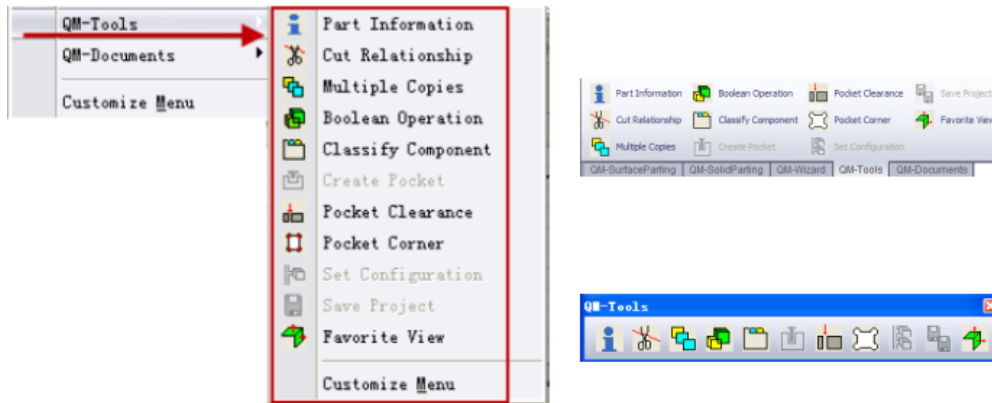 QM-Tools
QM-Documents
Customize Menu
Part Information
Cut Relationship
Multiple Copies
Boolean Operation
Classify Component
Create Pocket
Pocket Clearance
Pocket Corner
Set Configuration
Save Project
Favorite View
Customize Menu
Part Information Boolean Operation Pocket Clearance Save Project
Cut Relationship Classify Component Pocket Corner Favorite View
Multiple Copies Create Pocket Set Configuration
QM-SurfaceParting QM-SolidParting QM-Wizard QM-Tools QM-Documents
QM-Tools